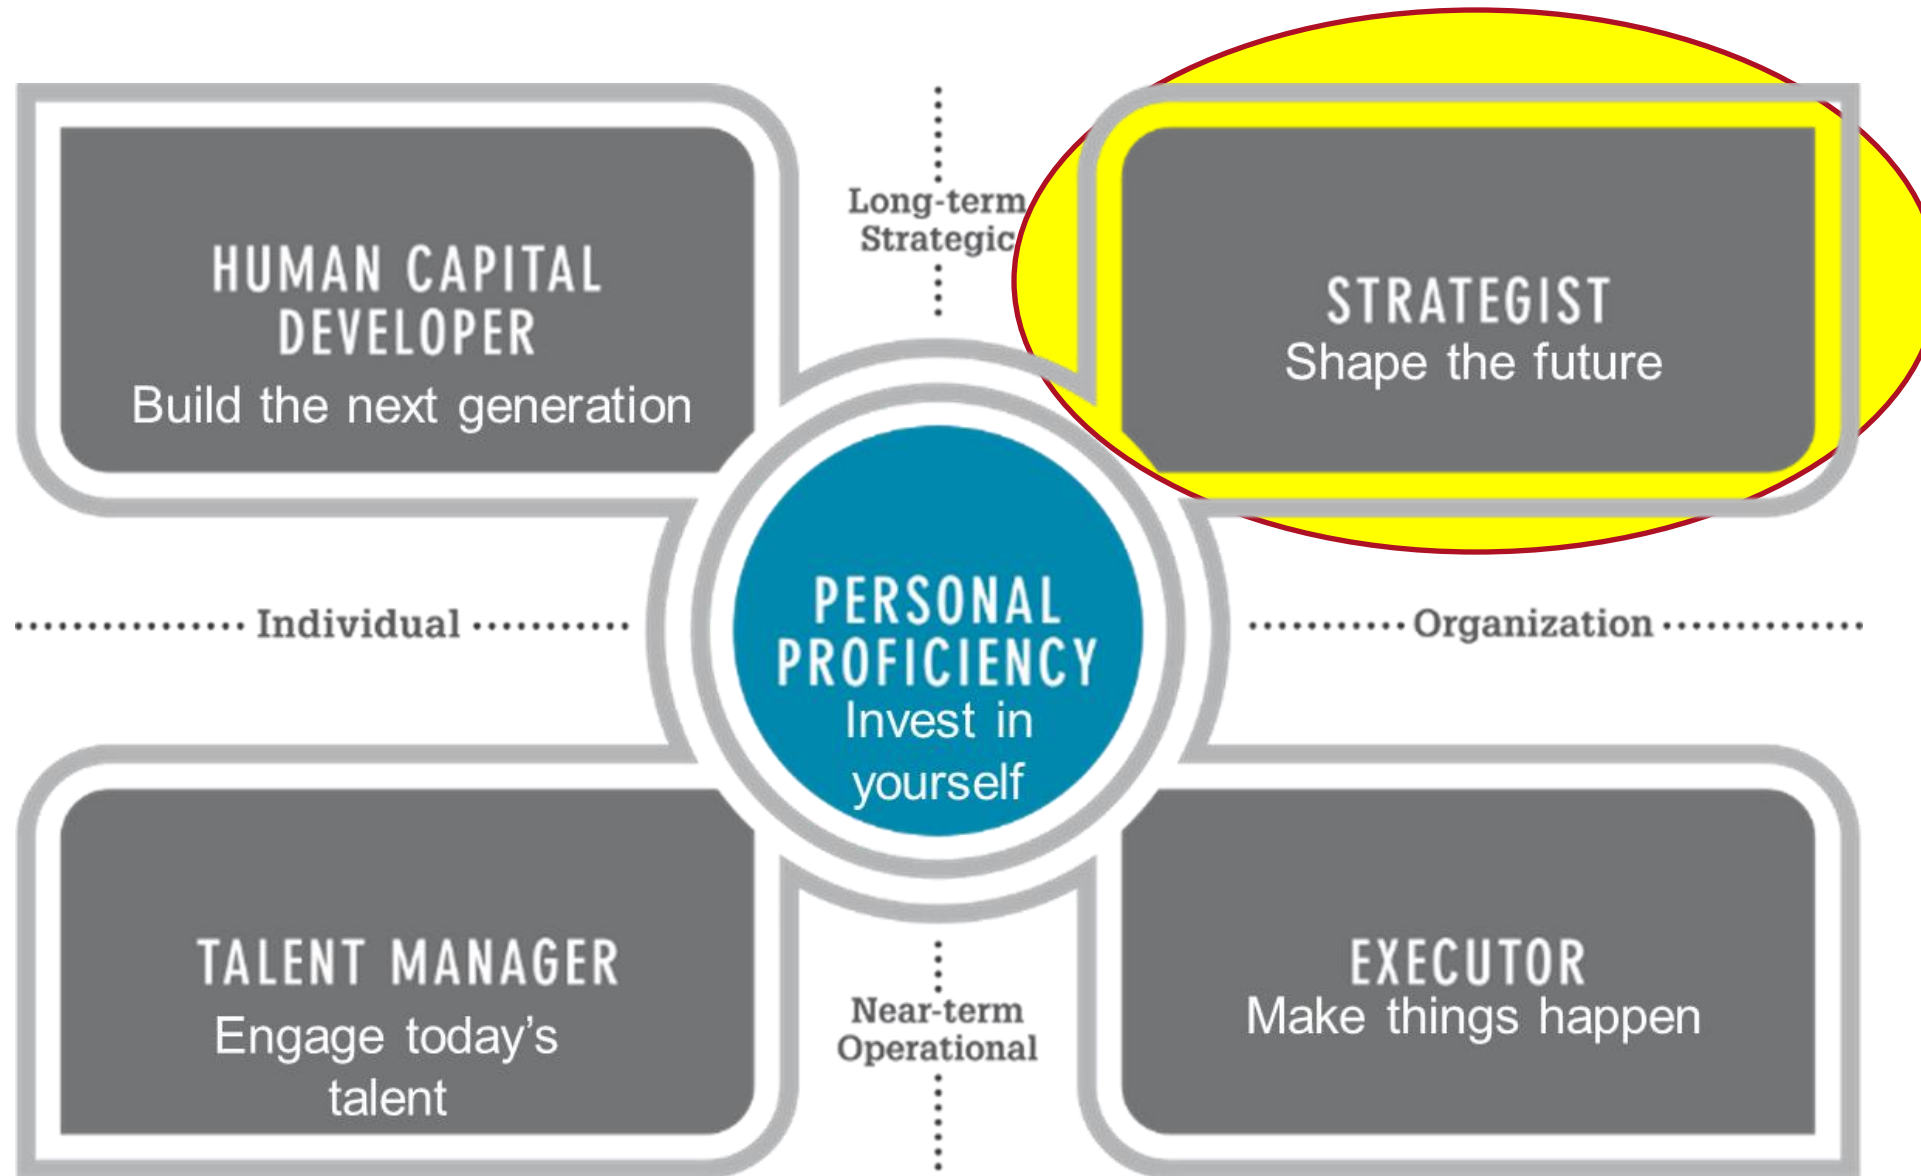 Long-term
Strategic
HUMAN CAPITAL
DEVELOPER
Build the next generation
STRATEGIST
Shape the future
Individual
PERSONAL
PROFICIENCY
Invest in
yourself
Organization
TALENT MANAGER
Engage today’s
talent
Near-term
Operational
EXECUTOR
Make things happen